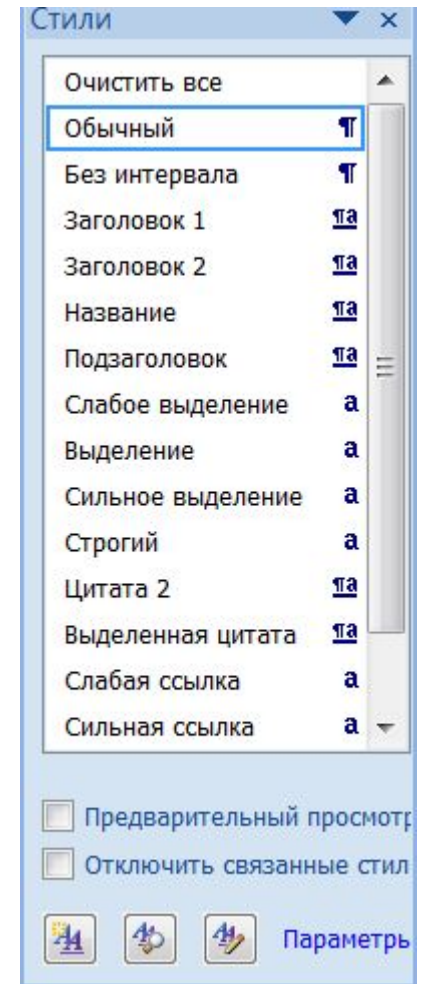 Стили
Очистить все
Обычный ¶
Без интервала ¶
Заголовок 1 ¶a
Заголовок 2 ¶a
Название ¶a
Подзаголовок ¶a
Слабое выделение a
Выделение a
Сильное выделение a
Строгий a
Цитата 2 ¶a
Выделенная цитата ¶a
Слабая ссылка a
Сильная ссылка a
Предварительный просмотр
Отключить связанные стил
Параметры